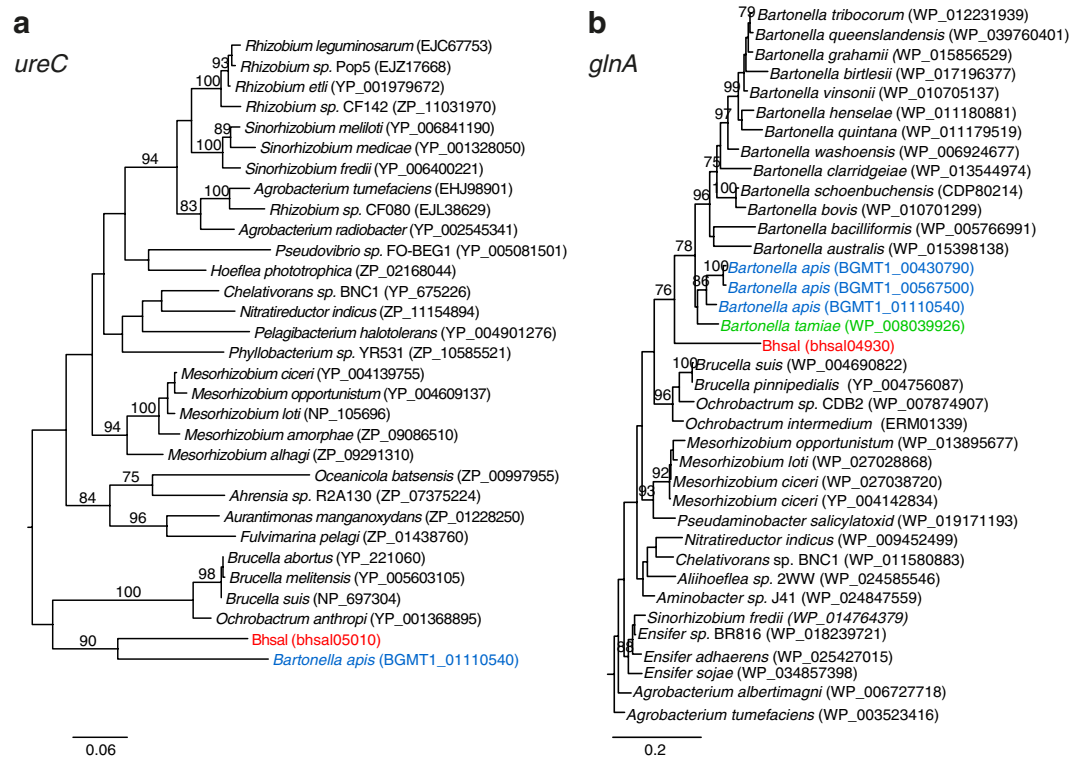 a
ureC
93
Rhizobium leguminosarum (EJC67753)
Rhizobium sp. Pop5 (EJZ17668)
100
Rhizobium etli (YP_001979672)
Rhizobium sp. CF142 (ZP_11031970)
89
Sinorhizobium meliloti (YP_006841190)
100
Sinorhizobium medicae (YP_001328050)
94
Sinorhizobium fredii (YP_006400221)
100
Agrobacterium tumefaciens (EHJ98901)
83
Rhizobium sp. CF080 (EJL38629)
Agrobacterium radiobacter (YP_002545341)
Pseudovibrio sp. FO-BEG1 (YP_005081501)
Hoeflea phototrophica (ZP_02168044)
Chelativorans sp. BNC1 (YP_675226)
Nitratireductor indicus (ZP_11154894)
Pelagibacterium halotolerans (YP_004901276)
Phyllobacterium sp. YR531 (ZP_10585521)
Mesorhizobium ciceri (YP_004139755)
Mesorhizobium opportunistum (YP_004609137)
100
Mesorhizobium loti (NP_105696)
94
Mesorhizobium amorphae (ZP_09086510)
Mesorhizobium alhagi (ZP_09291310)
75
Oceanicola batsensis (ZP_00997955)
84
Ahrensia sp. R2A130 (ZP_07375224)
96
Aurantimonas manganoxydans (ZP_01228250)
Fulvimarina pelagi (ZP_01438760)
Brucella abortus (YP_221060)
98
Brucella melitensis (YP_005603105)
100
Brucella suis (NP_697304)
Ochrobactrum anthropi (YP_001368895)
90
Bhsal (bhsal05010)
Bartonella apis (BGMT1_01110540)
0.06
b
glnA
79
Bartonella tribocorum (WP_012231939)
Bartonella queenslandensis (WP_039760401)
Bartonella grahamii (WP_015856529)
Bartonella birtlesii (WP_017196377)
99
Bartonella vinsonii (WP_010705137)
97
Bartonella henselae (WP_011180881)
Bartonella quintana (WP_011179519)
Bartonella washoensis (WP_006924677)
75
Bartonella clarridgeiae (WP_013544974)
100
Bartonella schoenbuchensis (CDP80214)
96
Bartonella bovis (WP_010701299)
Bartonella bacilliformis (WP_005766991)
78
Bartonella australis (WP_015398138)
100
Bartonella apis (BGMT1_00430790)
86
Bartonella apis (BGMT1_00567500)
76
Bartonella apis (BGMT1_01110540)
Bartonella tamiae (WP_008039926)
Bhsal (bhsal04930)
100
Brucella suis (WP_004690822)
Brucella pinnipedialis (YP_004756087)
96
Ochrobactrum sp. CDB2 (WP_007874907)
Ochrobactrum intermedium (ERM01339)
Mesorhizobium opportunistum (WP_013895677)
Mesorhizobium loti (WP_027028868)
92
Mesorhizobium ciceri (WP_027038720)
93
Mesorhizobium ciceri (YP_004142834)
Pseudaminobacter salicylatoxid (WP_019171193)
Nitratireductor indicus (WP_009452499)
Chelativorans sp. BNC1 (WP_011580883)
Aliihoeflea sp. 2WW (WP_024585546)
Aminobacter sp. J41 (WP_024847559)
Sinorhizobium fredii (WP_014764379)
Ensifer sp. BR816 (WP_018239721)
88
Ensifer adhaerens (WP_025427015)
Ensifer sojae (WP_034857398)
Agrobacterium albertimagni (WP_006727718)
Agrobacterium tumefaciens (WP_003523416)
0.2